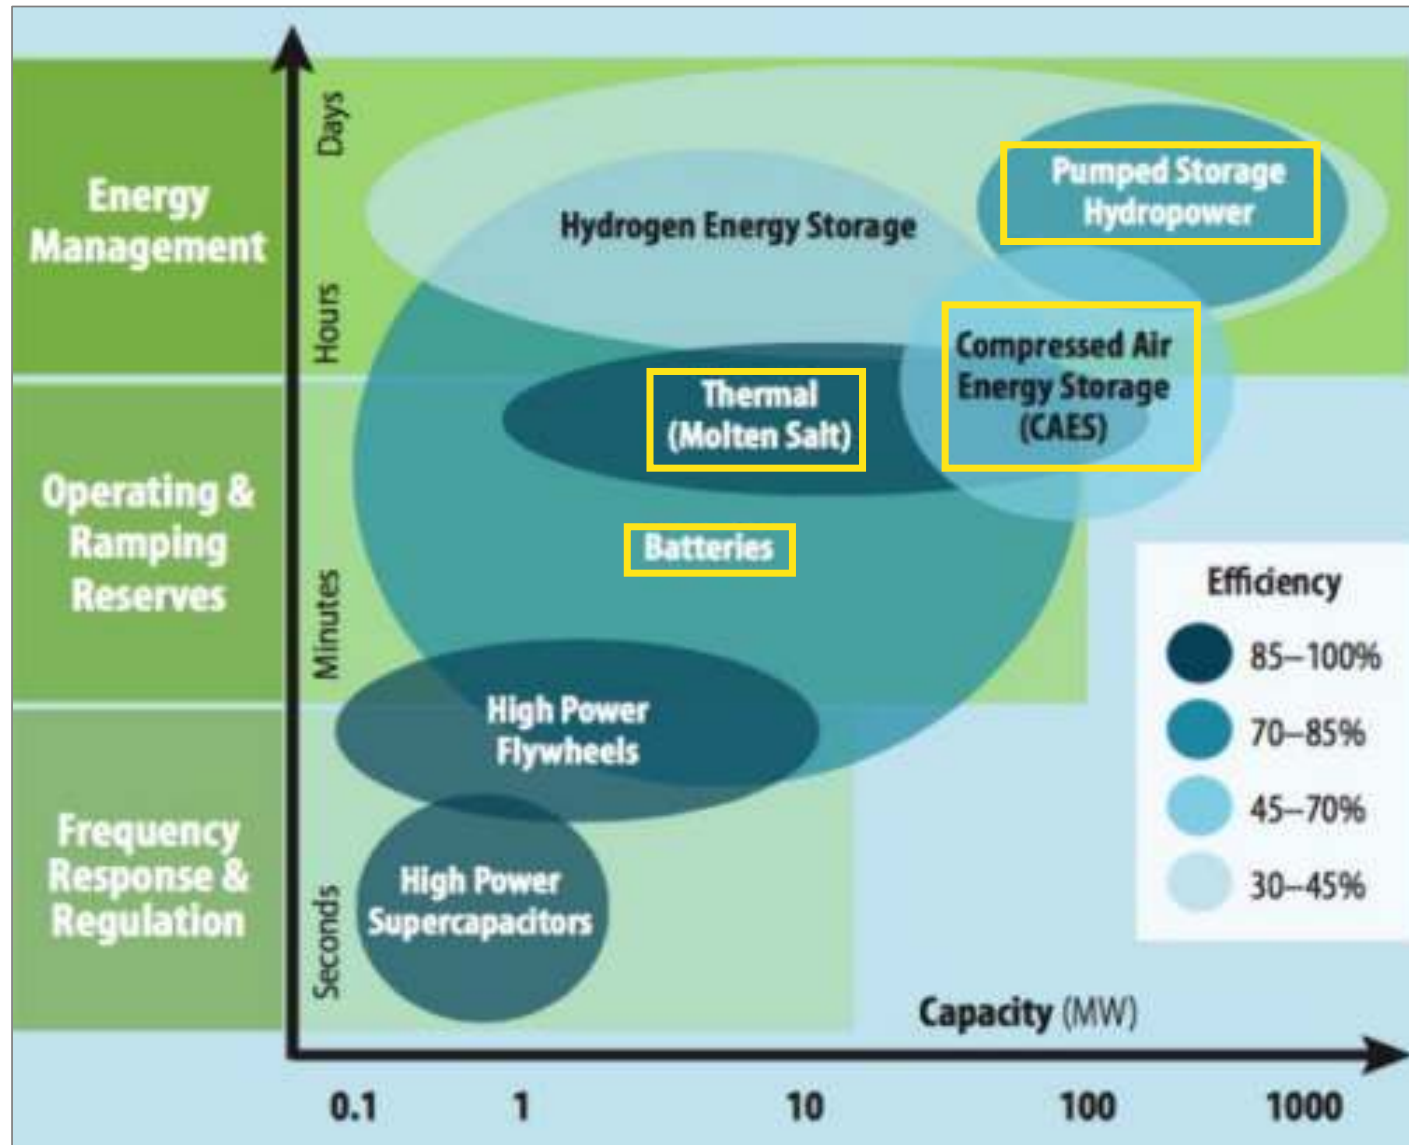 Energy
Management
Operating &
Ramping
Reserves
Frequency
Response &
Regulation
Days
Hours
Minutes
Seconds
Hydrogen Energy Storage
Pumped Storage
Hydropower
Compressed Air
Energy Storage
(CAES)
Thermal
(Molten Salt)
Batteries
High Power
Flywheels
High Power
Supercapacitors
Efficiency
85–100%
70–85%
45–70%
30–45%
Capacity (MW)
0.1 1 10 100 1000